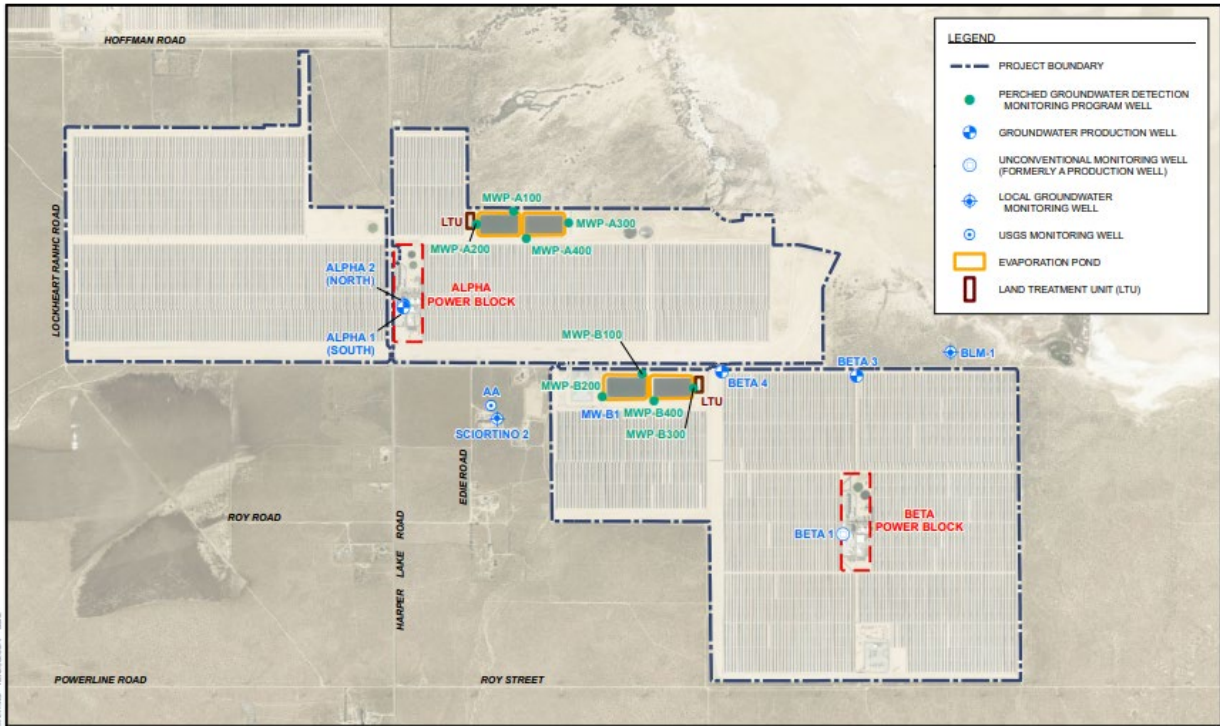 HOFFMAN ROAD
LEGEND
PROJECT BOUNDARY
PERCHED GROUNDWATER DETECTION
MONITORING PROGRAM WELL
GROUNDWATER PRODUCTION WELL
UNCONVENTIONAL MONITORING WELL
(FORMERLY A PRODUCTION WELL)
LOCAL GROUNDWATER
MONITORING WELL
USGS MONITORING WELL
EVAPORATION POND
LAND TREATMENT UNIT (LTU)
LOCKHEART RANHC ROAD
MWP-A100
LTU
MWP-A300
MWP-A200
MWP-A400
ALPHA 2
(NORTH)
ALPHA
POWER BLOCK
ALPHA 1
(SOUTH)
MWP-B100
BETA 3
BLM-1
BETA 4
MWP-B200
LTU
MW-B1
MWP-B400
MWP-B300
AA
SCIORTINO 2
EDIE ROAD
ROY ROAD
HARPER LAKE ROAD
BETA 1
BETA
POWER BLOCK
POWERLINE ROAD
ROY STREET